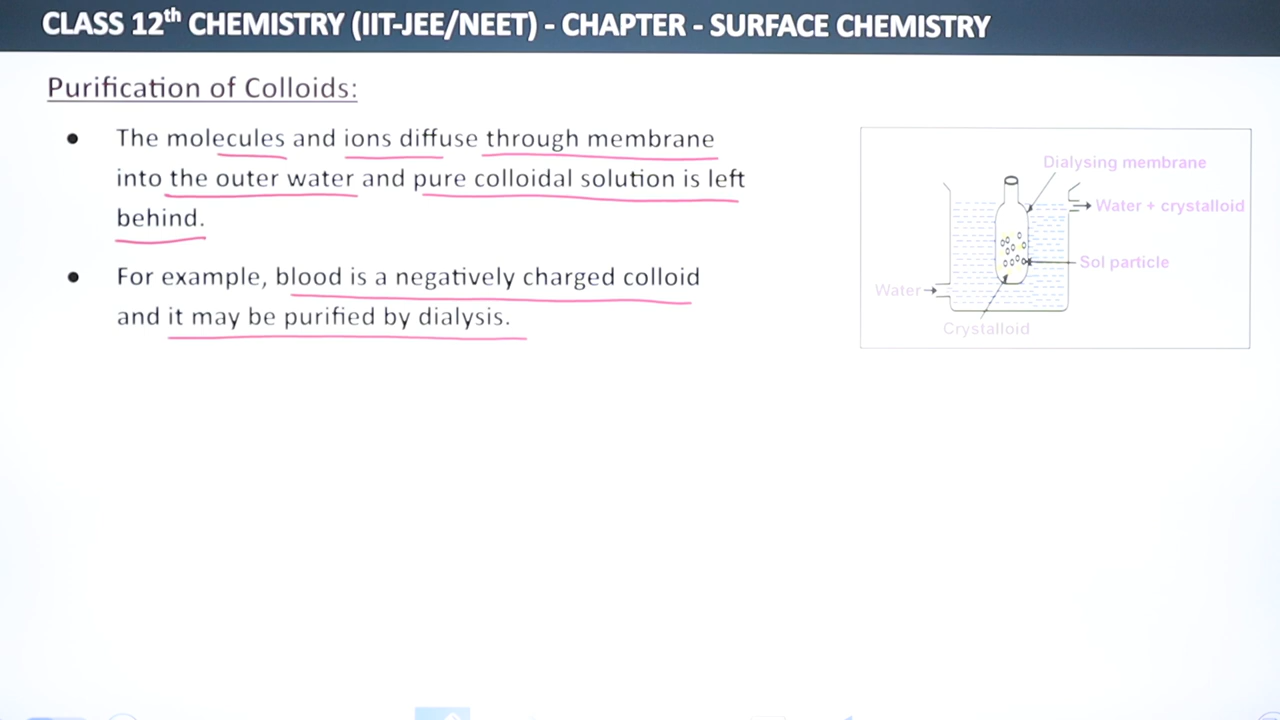 CLASS 12th CHEMISTRY (IIT-JEE/NEET) - CHAPTER - SURFACE CHEMISTRY
Purification of Colloids:
● The molecules and ions diffuse through membrane
into the outer water and pure colloidal solution is left
behind.
● For example, blood is a negatively charged colloid
and it may be purified by dialysis.
Dialysing membrane
Water + crystalloid
Sol particle
Water
Crystalloid